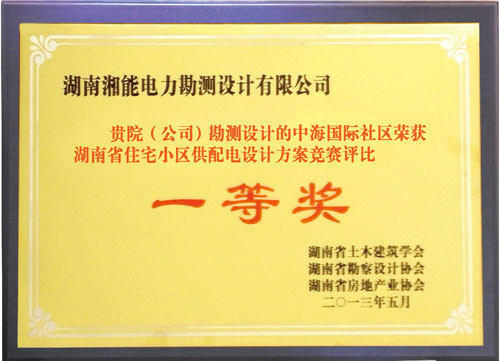 湖南湘能电力勘测设计有限公司
贵院（公司）勘测设计的中海国际社区荣获
湖南省住宅小区供配电设计方案竞赛评比
一等奖
湖南省土木建筑学会
湖南省勘察设计协会
湖南省房地产业协会
二〇一三年五月